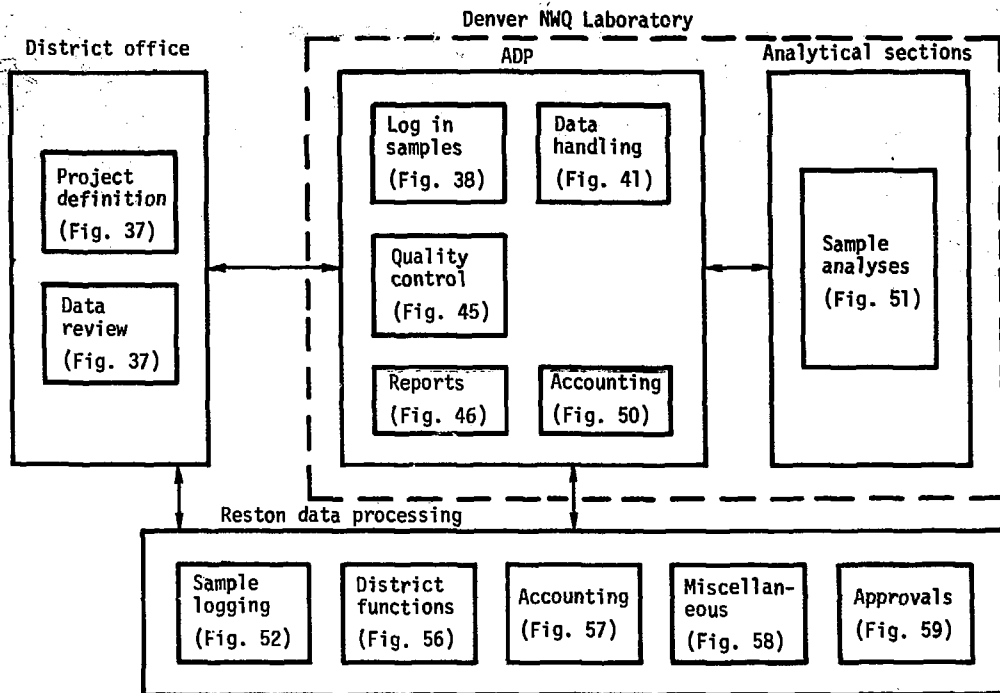 Denver NWQ Laboratory
District office
ADP
Analytical sections
Project
definition
(Fig. 37)
Data
review
(Fig. 37)
Log in
samples
(Fig. 38)
Data
handling
(Fig. 41)
Quality
control
(Fig. 45)
Reports
(Fig. 46)
Accounting
(Fig. 50)
Sample
analyses
(Fig. 51)
Reston data processing
Sample
logging
(Fig. 52)
District
functions
(Fig. 56)
Accounting
(Fig. 57)
Miscellan-
eous
(Fig. 58)
Approvals
(Fig. 59)